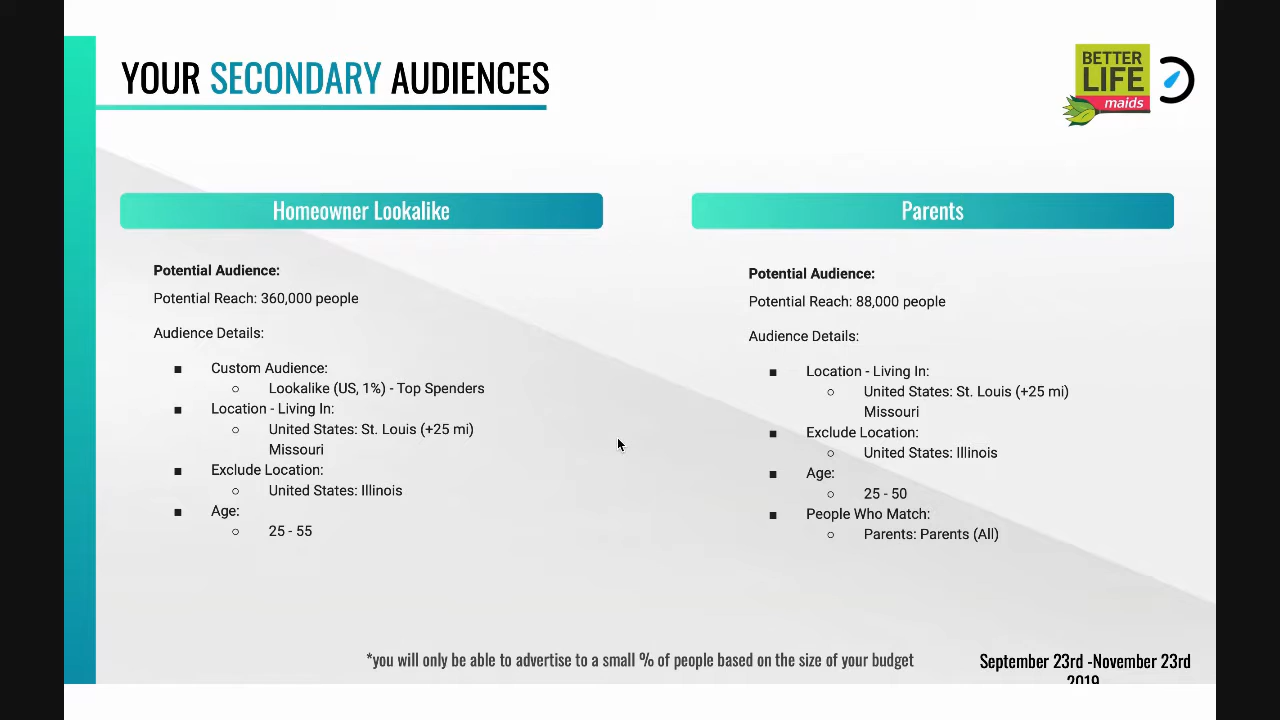 YOUR SECONDARY AUDIENCES
BETTER
LIFE
maids
Homeowner Lookalike
Potential Audience:
Potential Reach: 360,000 people
Audience Details:
■ Custom Audience:
○ Lookalike (US, 1%) - Top Spenders
■ Location - Living In:
○ United States: St. Louis (+25 mi)
Missouri
■ Exclude Location:
○ United States: Illinois
■ Age:
○ 25 - 55
Parents
Potential Audience:
Potential Reach: 88,000 people
Audience Details:
■ Location - Living In:
○ United States: St. Louis (+25 mi)
Missouri
■ Exclude Location:
○ United States: Illinois
■ Age:
○ 25 - 50
■ People Who Match:
○ Parents: Parents (All)
*you will only be able to advertise to a small % of people based on the size of your budget
September 23rd -November 23rd
2019